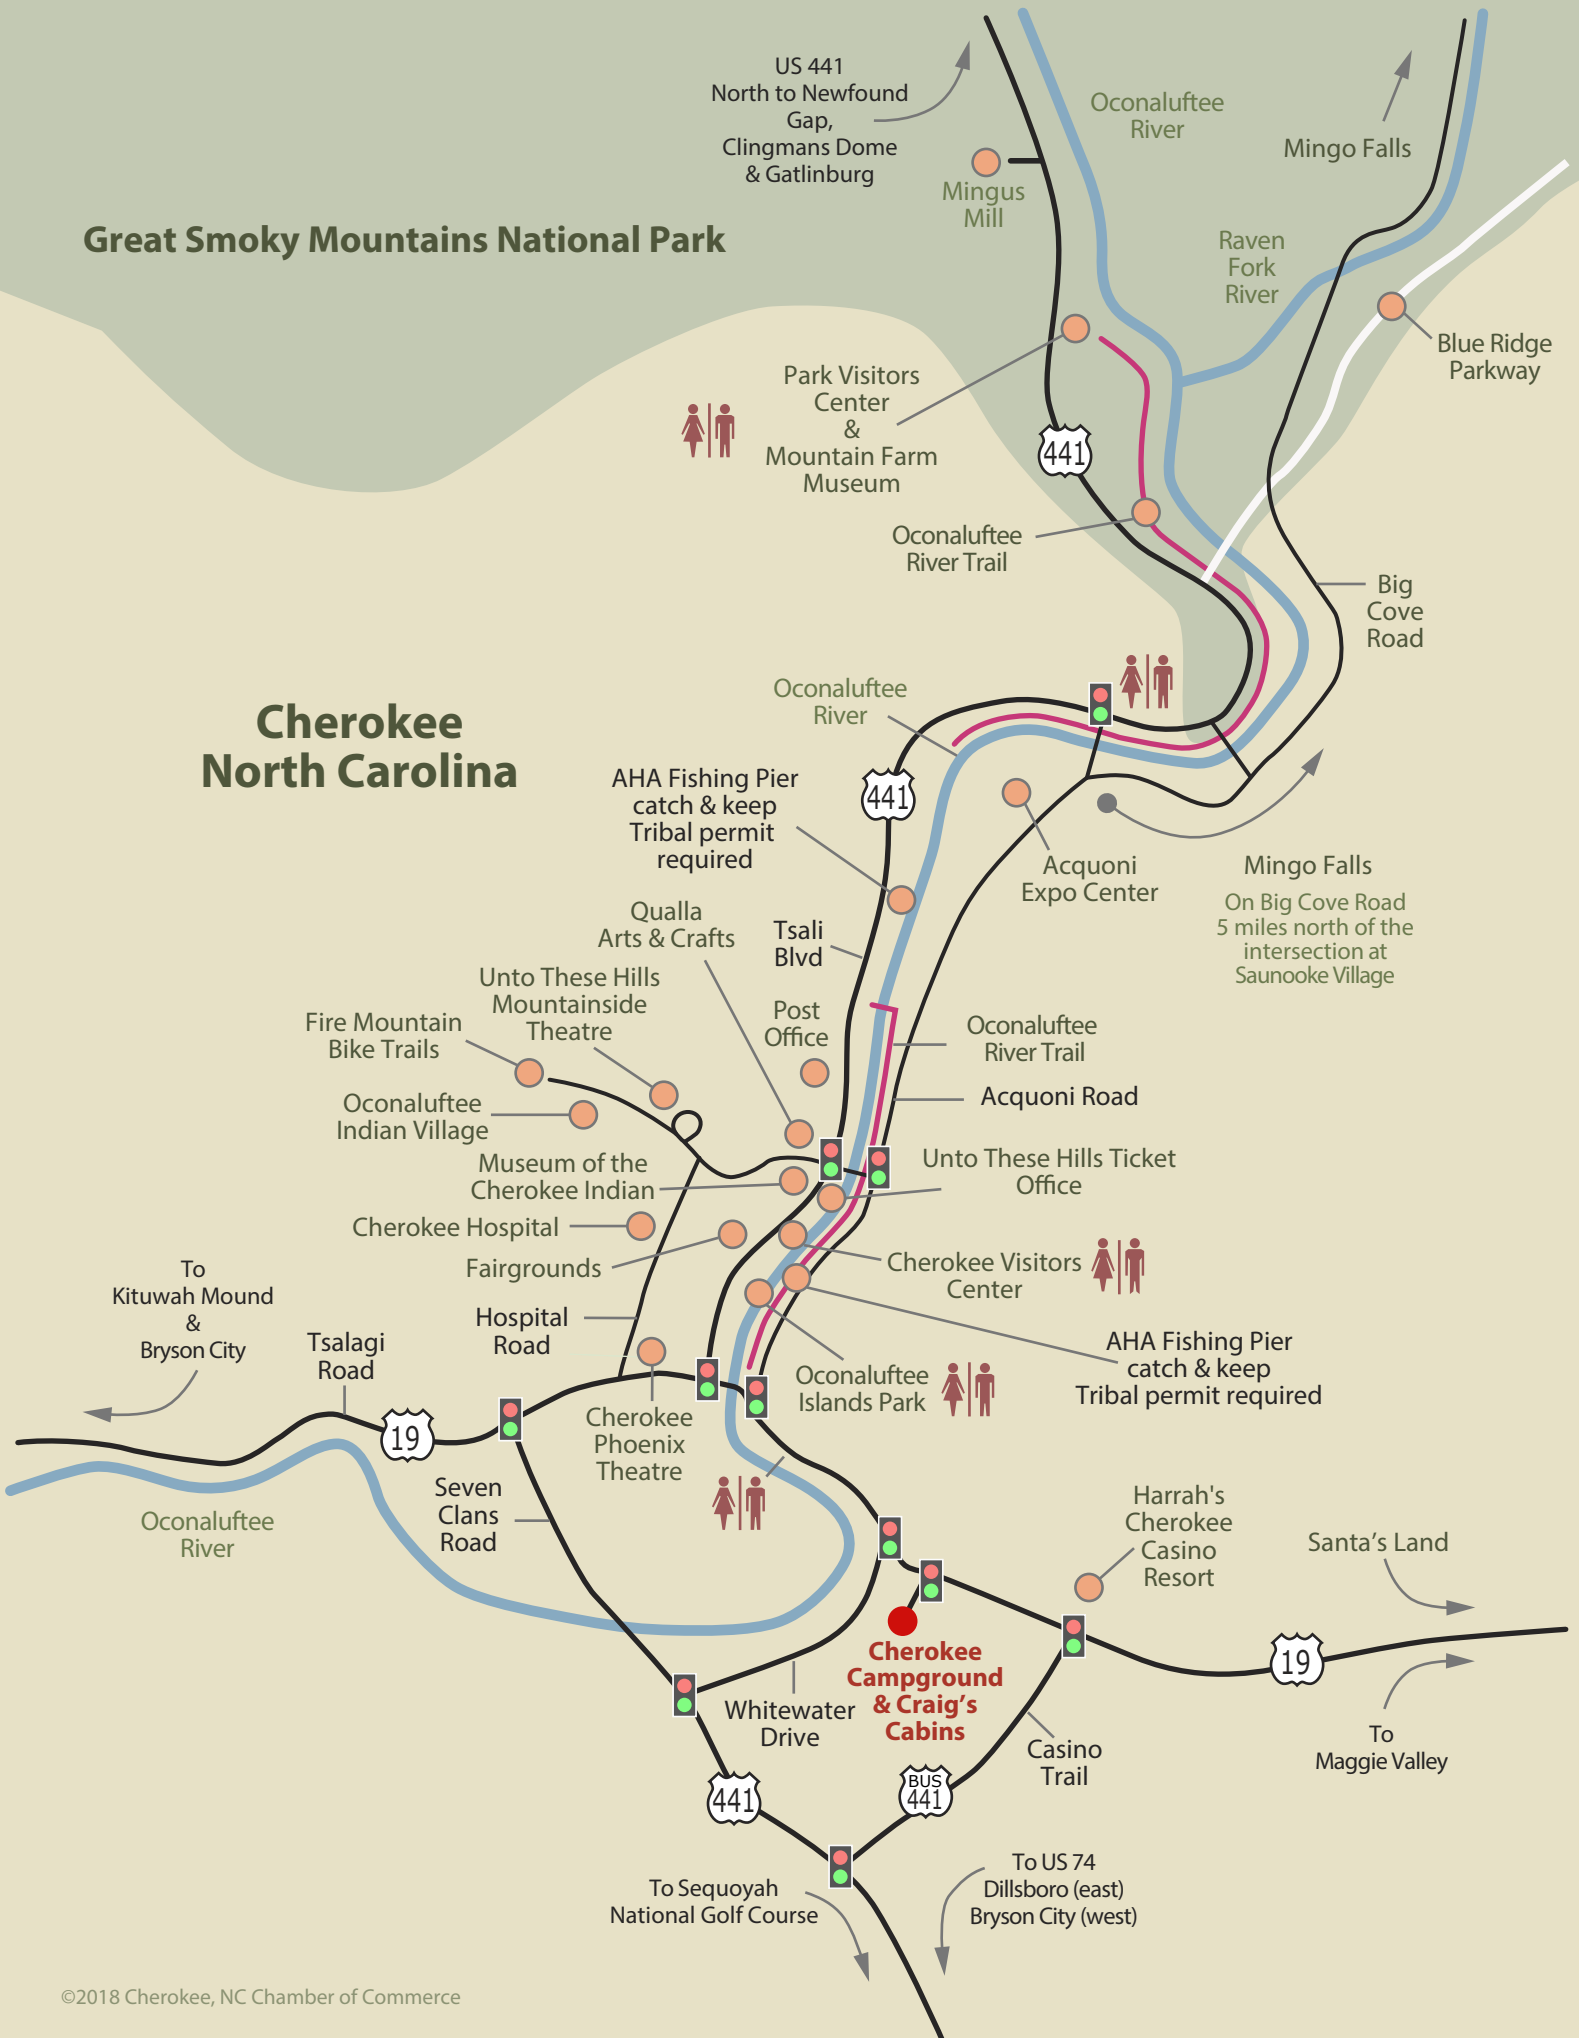 US 441
North to Newfound
Gap,
Clingmans Dome
& Gatlinburg
Oconaluftee
River
Mingo Falls
Mingus
Mill
Great Smoky Mountains National Park
Raven
Fork
River
Blue Ridge
Parkway
Park Visitors
Center
&
Mountain Farm
Museum
441
Oconaluftee
River Trail
Big
Cove
Road
Oconaluftee
River
Cherokee
North Carolina
AHA Fishing Pier
catch & keep
Tribal permit
required
441
Acquoni
Expo Center
Mingo Falls
On Big Cove Road
5 miles north of the
intersection at
Saunooke Village
Qualla
Arts & Crafts
Tsali
Blvd
Unto These Hills
Mountainside
Theatre
Post
Office
Fire Mountain
Bike Trails
Oconaluftee
River Trail
Acquoni Road
Oconaluftee
Indian Village
Museum of the
Cherokee Indian
Unto These Hills Ticket
Office
Cherokee Hospital
Fairgrounds
Cherokee Visitors
Center
To
Kituwah Mound
&
Bryson City
Hospital
Road
Tsalagi
Road
AHA Fishing Pier
catch & keep
Tribal permit required
Oconaluftee
Islands Park
19
Cherokee
Phoenix
Theatre
Seven
Clans
Road
Oconaluftee
River
Harrah's
Cherokee
Casino
Resort
Santa's Land
Cherokee
Campground
& Craig's
Cabins
19
Whitewater
Drive
Casino
Trail
To
Maggie Valley
441
BUS
441
To Sequoyah
National Golf Course
To US 74
Dillsboro (east)
Bryson City (west)
©2018 Cherokee, NC Chamber of Commerce